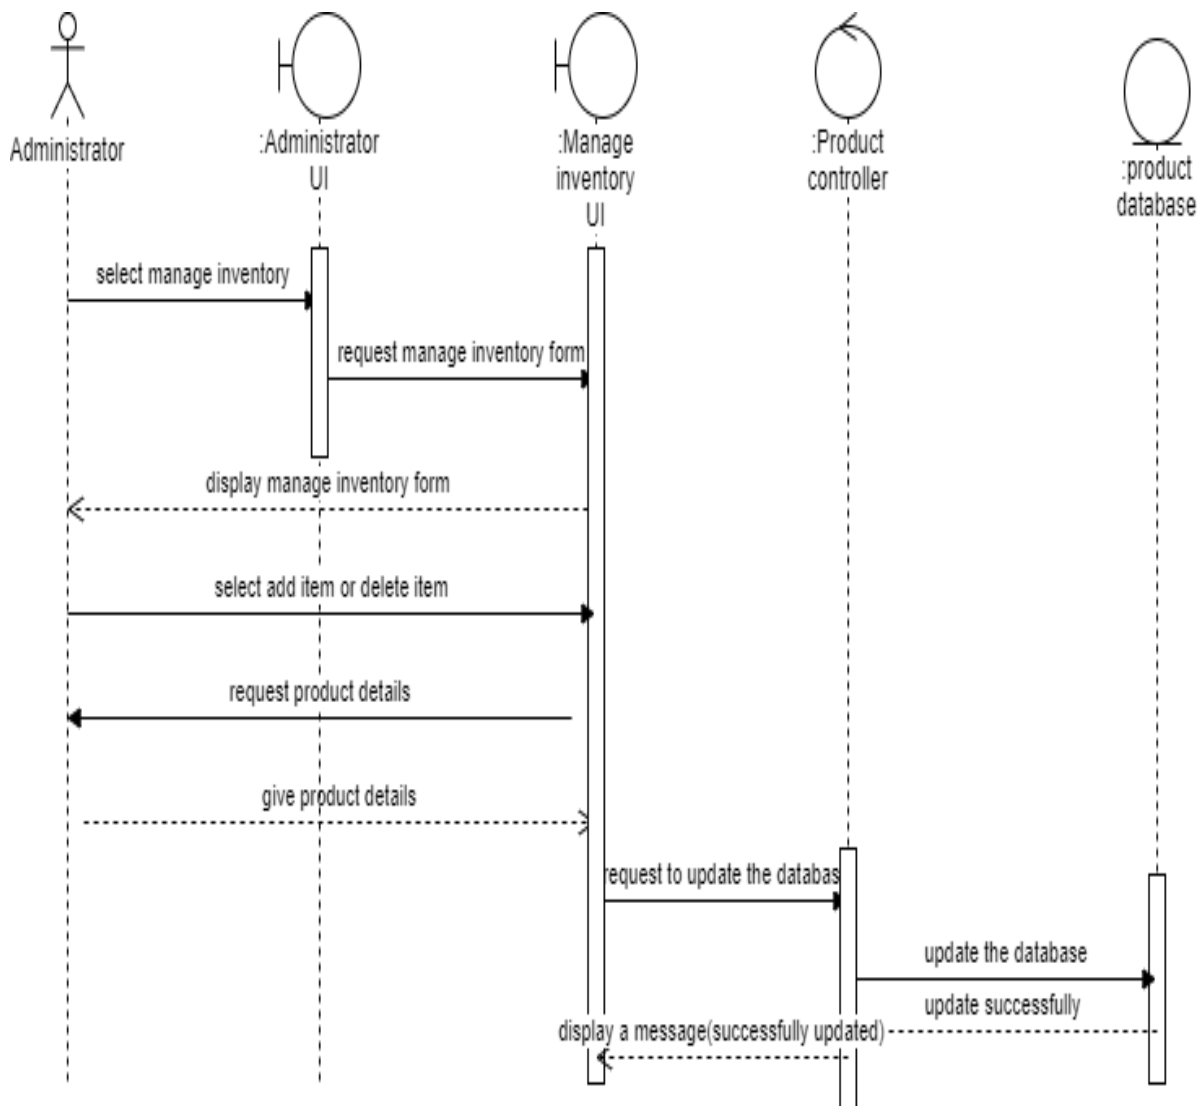 Administrator
:Administrator
UI
:Manage
inventory
UI
:Product
controller
:product
database
select manage inventory
request manage inventory form
display manage inventory form
select add item or delete item
request product details
give product details
request to update the databas
update the database
update successfully
display a message(successfully updated)